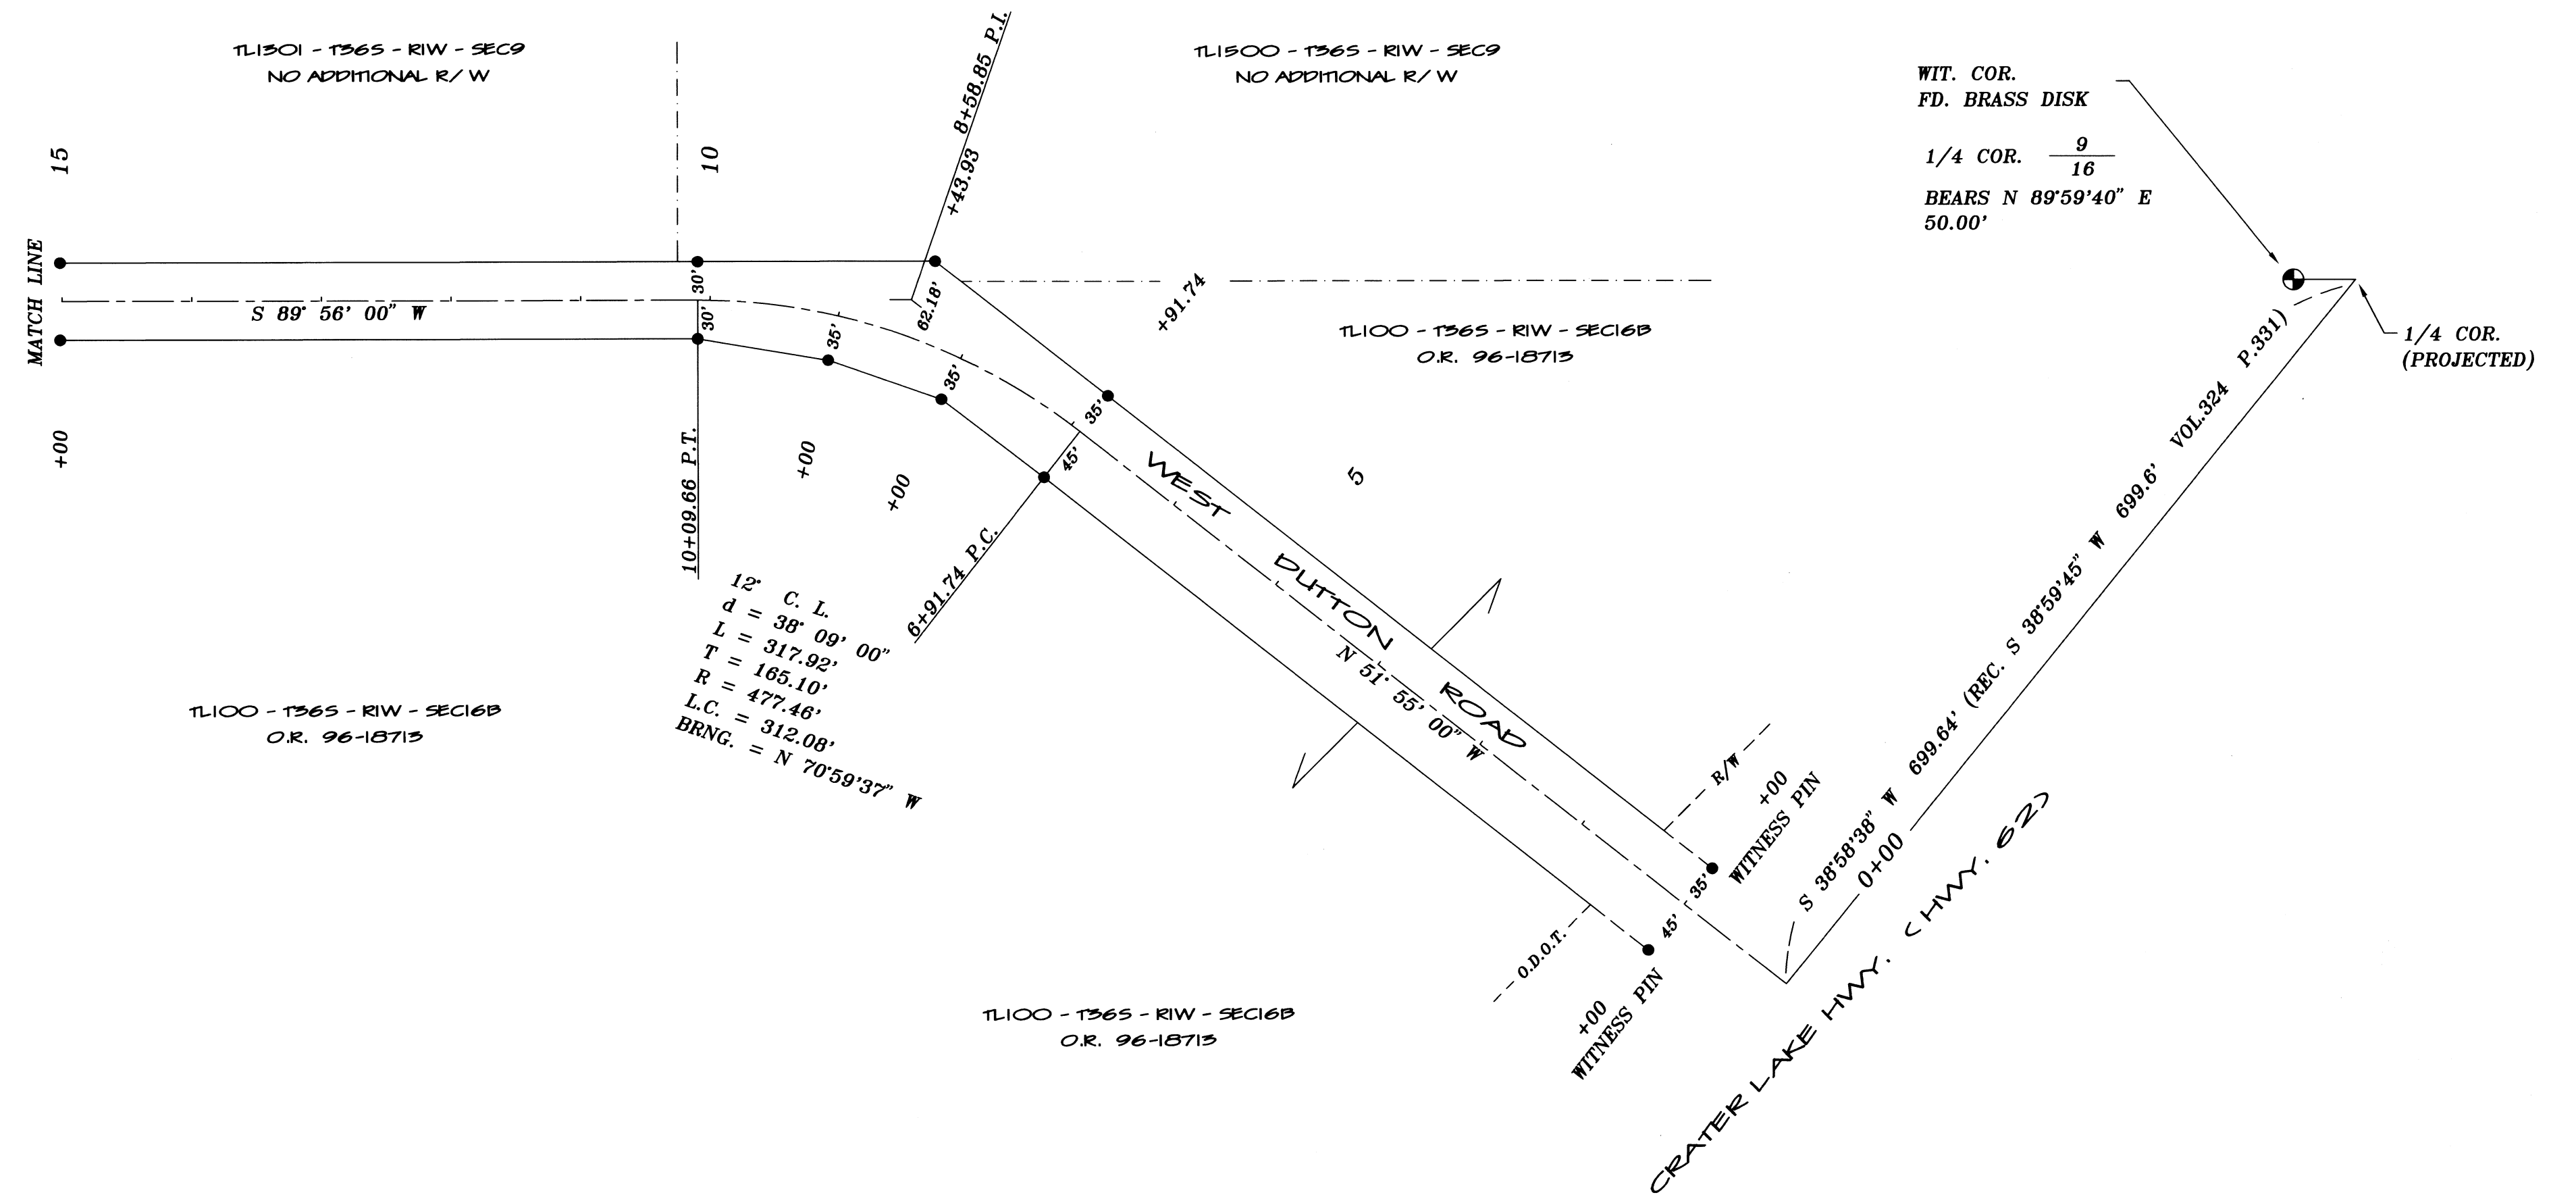 TL1301 - T36S - R1W - SEC9
NO ADDITIONAL R/W
TL1500 - T36S - R1W - SEC9
NO ADDITIONAL R/W
WIT. COR.
FD. BRASS DISK
1/4 COR. 9
16
BEARS N 89°59'40" E
50.00'
15
10
8+58.85 P.I.
+43.93
MATCH LINE
S 89° 56' 00" W
30'
30'
35'
35'
62.18'
+91.74
35'
45'
TL100 - T36S - R1W - SEC16B
O.R. 96-18713
1/4 COR.
(PROJECTED)
+00
10+09.66 P.T.
+00
+00
6+91.74 P.C.
5
12° C. L.
d = 38° 09' 00"
L = 317.92'
T = 165.10'
R = 477.46'
L.C. = 312.08'
BRNG. = N 70°59'37" W
WEST DUTTON ROAD
N 51° 55' 00" W
S 38°58'38" W 699.64' (REC. S 38°59'45" W 699.6' VOL.324 P.331)
0+00
TL100 - T36S - R1W - SEC16B
O.R. 96-18713
R/W
+00
WITNESS PIN
35'
45'
O.D.O.T.
+00
WITNESS PIN
CRATER LAKE HWY. (HWY. 62)
TL100 - T36S - R1W - SEC16B
O.R. 96-18713